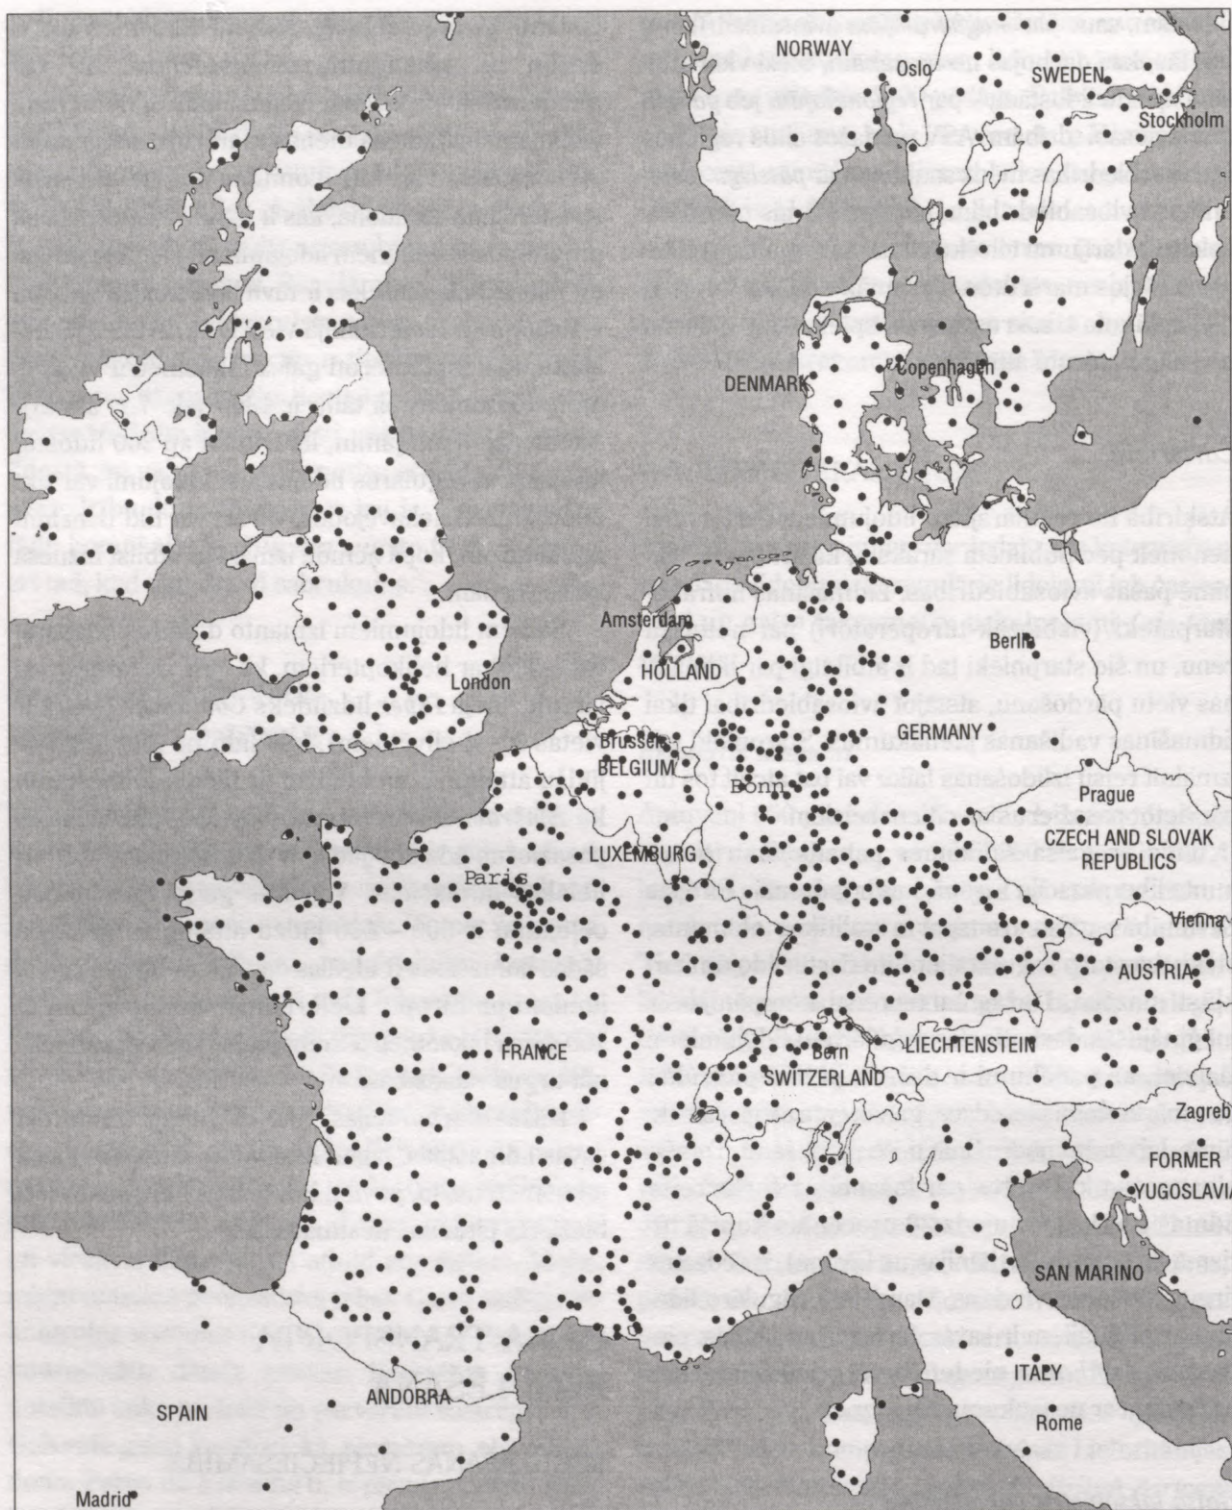 NORWAY
Oslo
SWEDEN
Stockholm
DENMARK
Copenhagen
Amsterdam
HOLLAND
Berlin
London
Brussels
BELGIUM
GERMANY
Bonn
Prague
CZECH AND SLOVAK
REPUBLICS
LUXEMBURG
Paris
Vienna
AUSTRIA
FRANCE
Bern
LIECHTENSTEIN
SWITZERLAND
Zagreb
FORMER
YUGOSLAVIA
SAN MARINO
ITALY
ANDORRA
SPAIN
Rome
Madrid